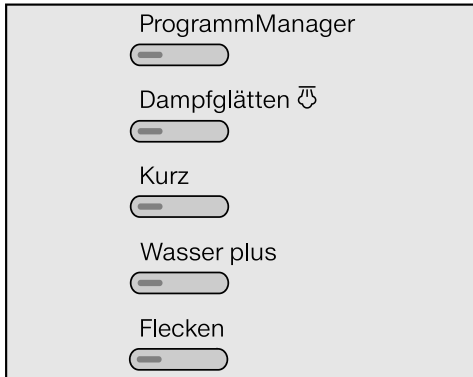 ProgrammManager
Dampfglätten
Kurz
Wasser plus
Flecken